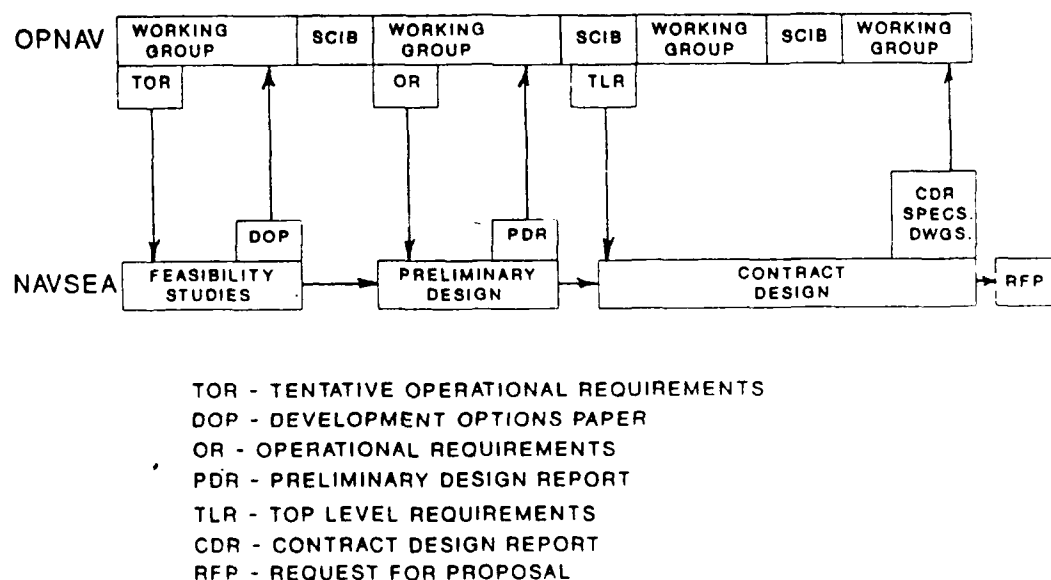 OPNAV
WORKING
GROUP
SCIB
WORKING
GROUP
SCIB
WORKING
GROUP
SCIB
WORKING
GROUP
TOR
OR
TLR
DOP
PDR
CDR
SPECS.
DWGS.
NAVSEA
FEASIBILITY
STUDIES
PRELIMINARY
DESIGN
CONTRACT
DESIGN
RFP
TOR - TENTATIVE OPERATIONAL REQUIREMENTS
DOP - DEVELOPMENT OPTIONS PAPER
OR - OPERATIONAL REQUIREMENTS
PDR - PRELIMINARY DESIGN REPORT
TLR - TOP LEVEL REQUIREMENTS
CDR - CONTRACT DESIGN REPORT
RFP - REQUEST FOR PROPOSAL